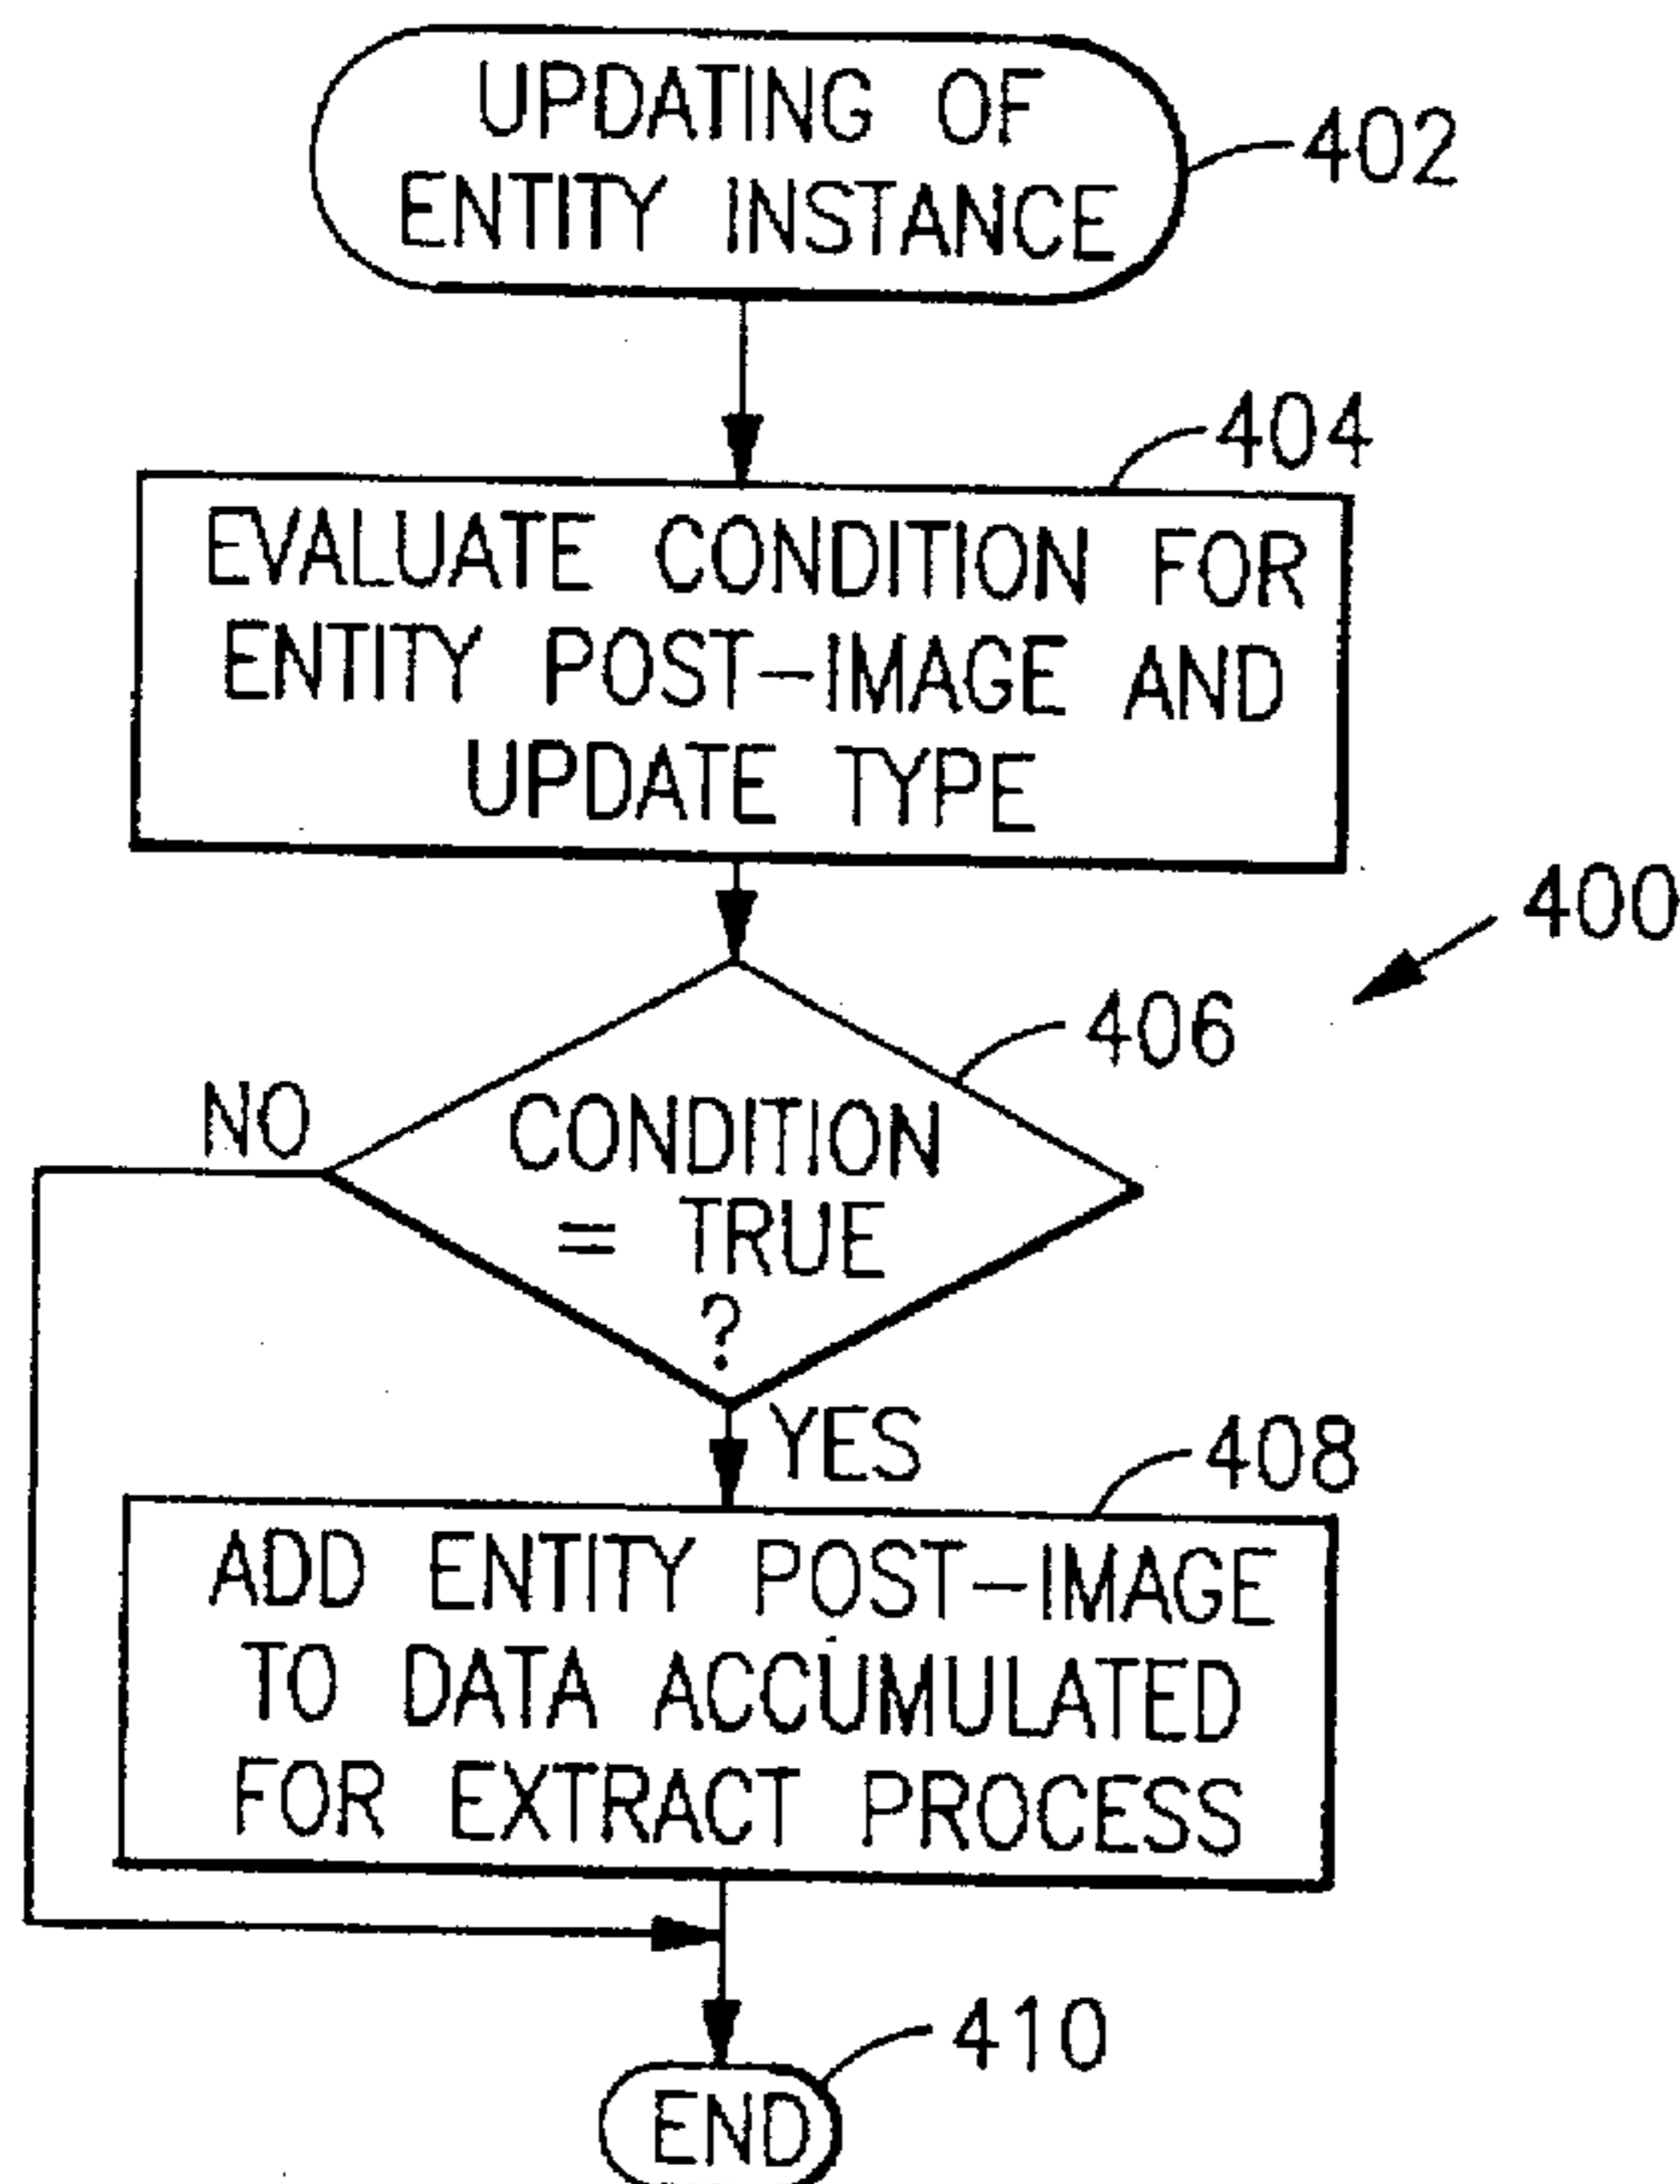 UPDATING OF
ENTITY INSTANCE
402
404
EVALUATE CONDITION FOR
ENTITY POST-IMAGE AND
UPDATE TYPE
400
406
NO
CONDITION
= TRUE
?
YES
408
ADD ENTITY POST-IMAGE
TO DATA ACCUMULATED
FOR EXTRACT PROCESS
410
END